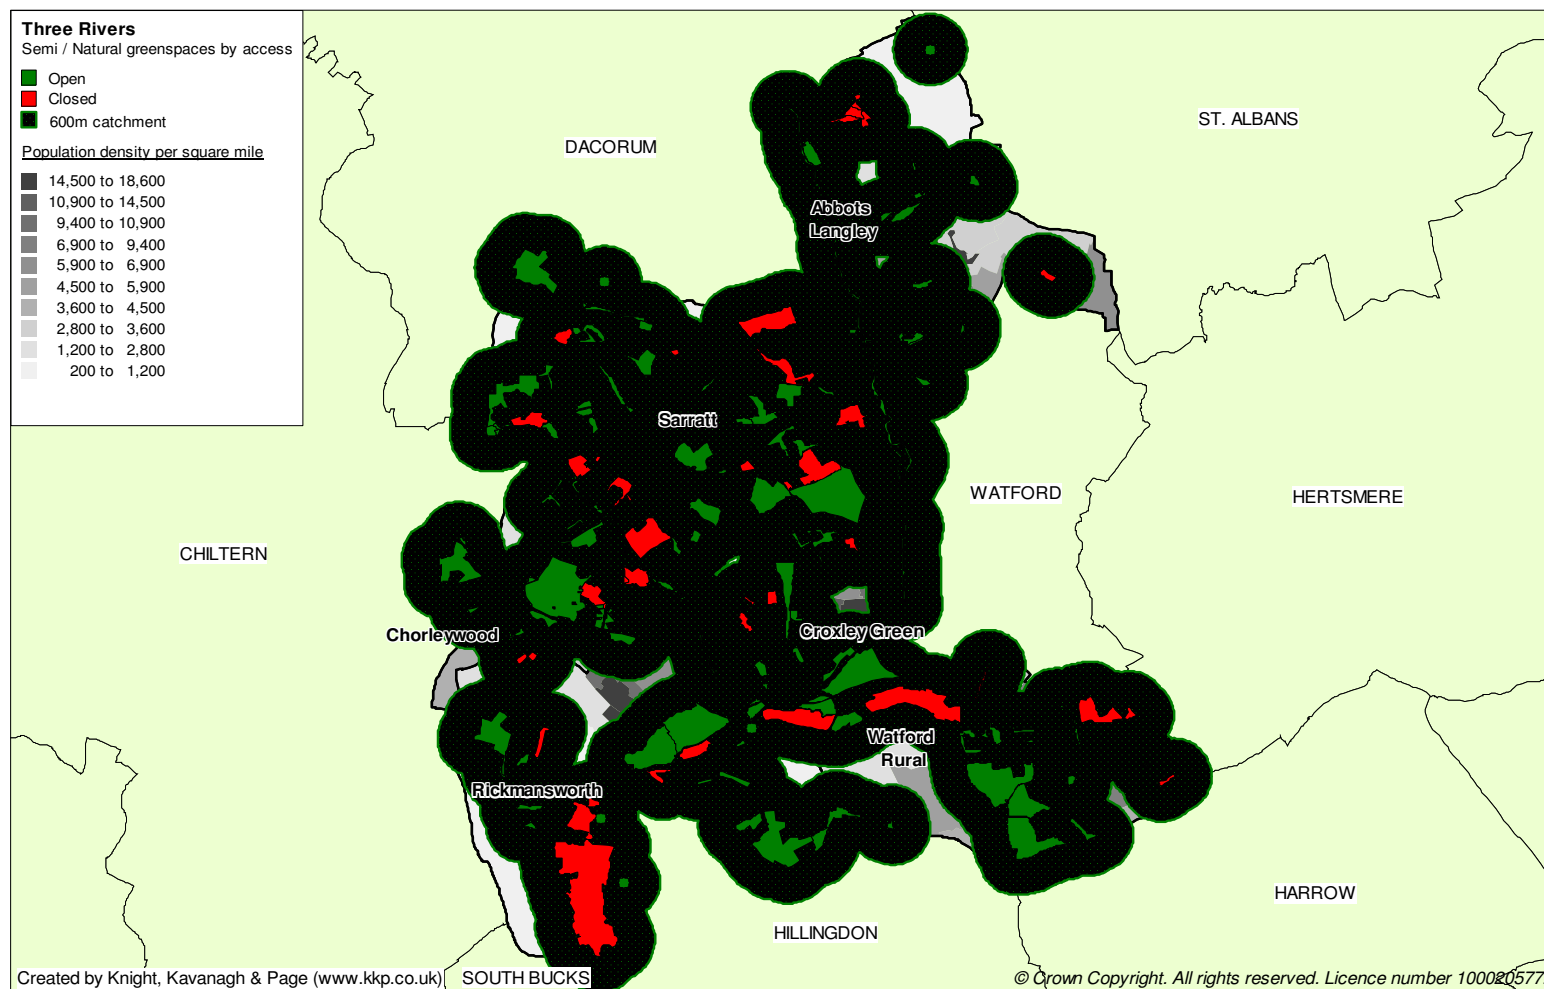 Three Rivers
Semi / Natural greenspaces by access
Open
Closed
600m catchment
Population density per square mile
14,500 to 18,600
10,900 to 14,500
9,400 to 10,900
6,900 to 9,400
5,900 to 6,900
4,500 to 5,900
3,600 to 4,500
2,800 to 3,600
1,200 to 2,800
200 to 1,200
DACORUM
ST. ALBANS
Abbots
Langley
Sarratt
WATFORD
HERTSMERE
CHILTERN
Chorleywood
Croxley Green
Watford
Rural
Rickmansworth
HARROW
HILLINGDON
SOUTH BUCKS
Created by Knight, Kavanagh & Page (www.kkp.co.uk)
© Crown Copyright. All rights reserved. Licence number 100020577.